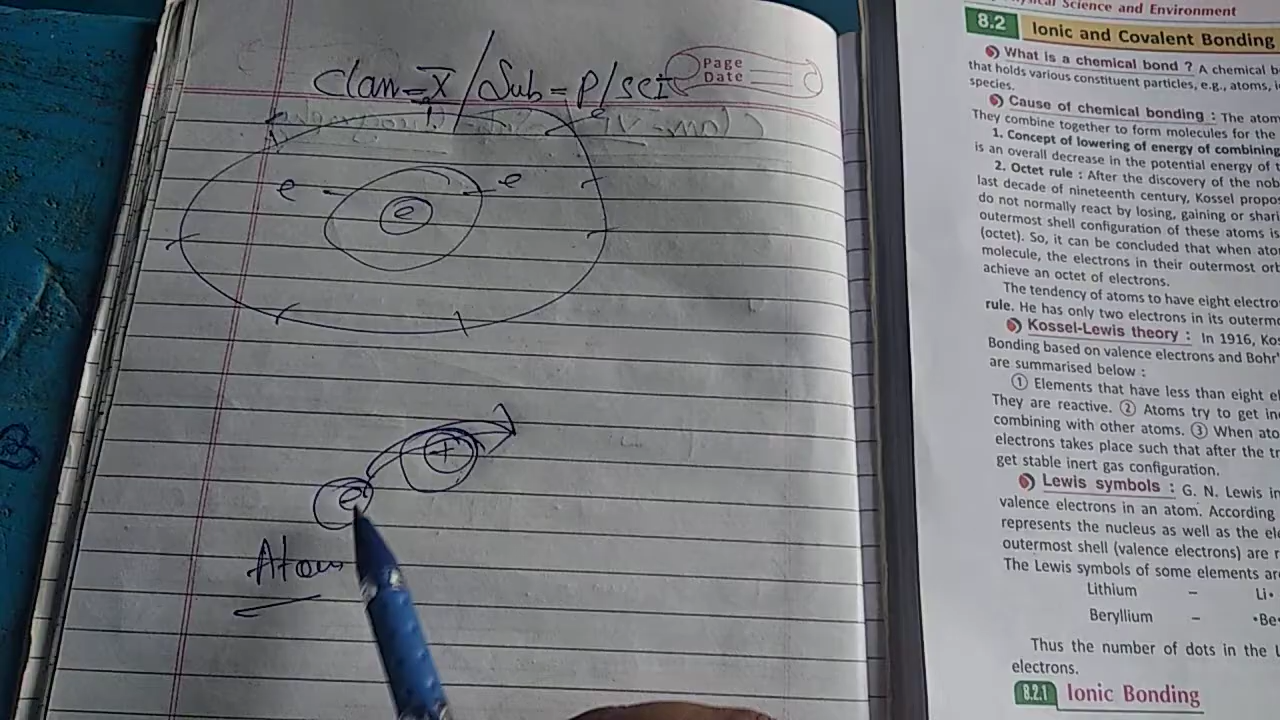 Clan = X / Sub = P/sci
Page
Date
e
e
e
e
+
e
Atom
Physical Science and Environment
8.2 Ionic and Covalent Bonding
What is a chemical bond ? A chemical b
that holds various constituent particles, e.g., atoms, i
species.
Cause of chemical bonding : The atom
They combine together to form molecules for the
1. Concept of lowering of energy of combining
is an overall decrease in the potential energy of t
2. Octet rule : After the discovery of the nob
last decade of nineteenth century, Kossel propo
do not normally react by losing, gaining or shar
outermost shell configuration of these atoms is
(octet). So, it can be concluded that when ato
molecule, the electrons in their outermost orb
achieve an octet of electrons.
The tendency of atoms to have eight electro
rule. He has only two electrons in its outerm
Kossel-Lewis theory : In 1916, Kos
Bonding based on valence electrons and Bohr
are summarised below :
① Elements that have less than eight el
They are reactive. ② Atoms try to get in
combining with other atoms. ③ When ato
electrons takes place such that after the tr
get stable inert gas configuration.
Lewis symbols : G. N. Lewis in
valence electrons in an atom. According
represents the nucleus as well as the ele
outermost shell (valence electrons) are r
The Lewis symbols of some elements are
Lithium – Li•
Beryllium – •Be•
Thus the number of dots in the L
electrons.
8.2.1 Ionic Bonding